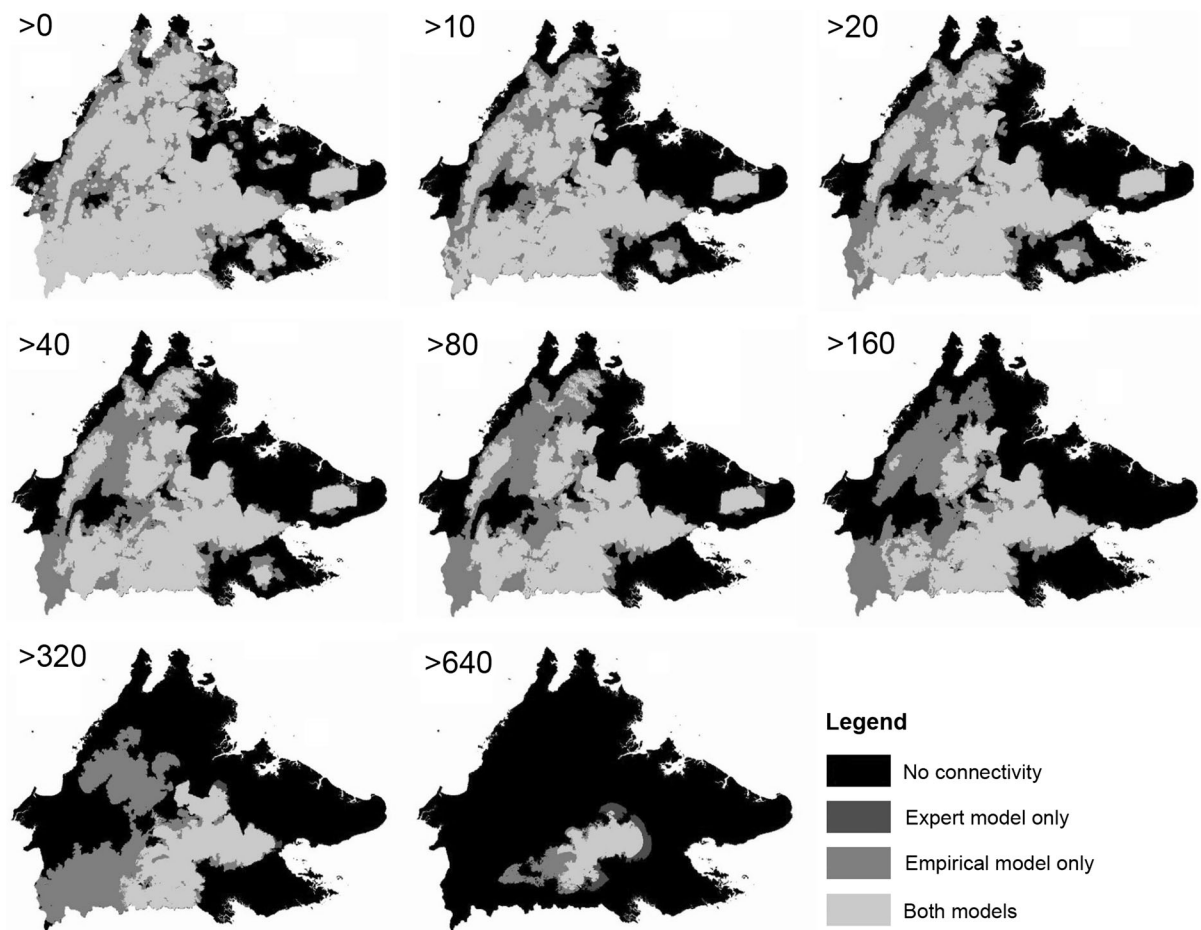 >0
>10
>20
>40
>80
>160
>320
>640
Legend
No connectivity
Expert model only
Empirical model only
Both models